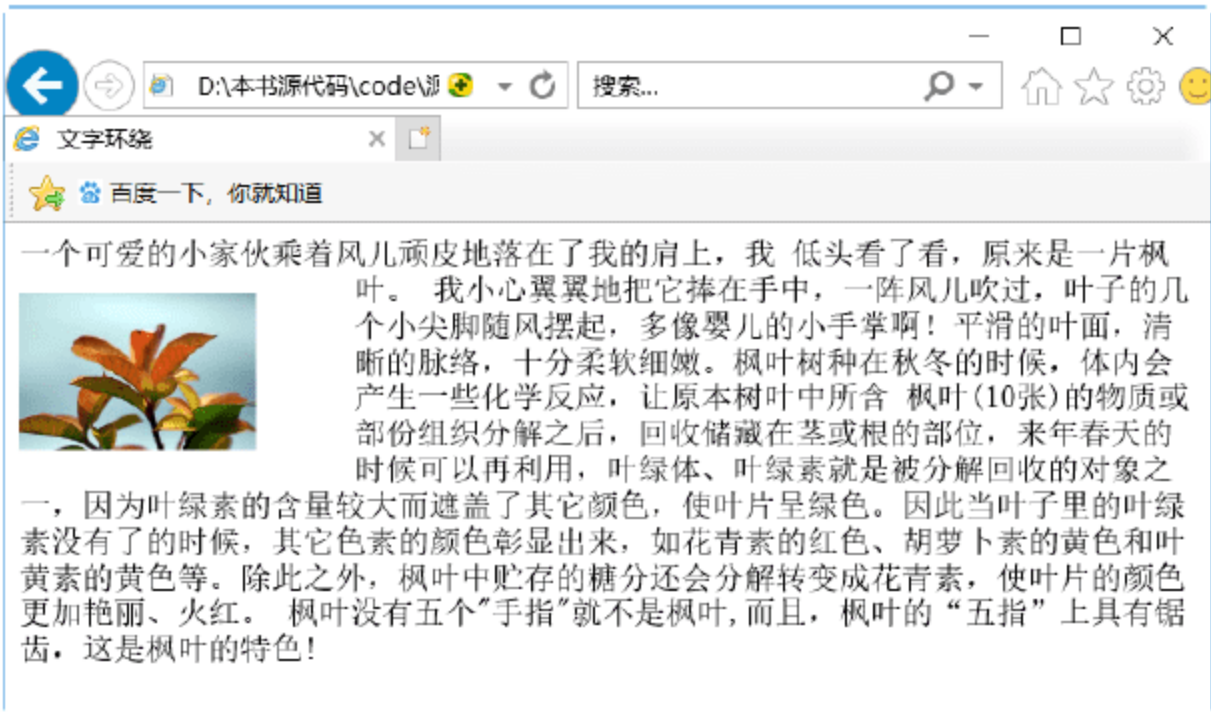 D:\本书源代码\code\源
搜索...
文字环绕
百度一下，你就知道
一个可爱的小家伙乘着风儿顽皮地落在了我的肩上，我 低头看了看，原来是一片枫
叶。 我小心翼翼地把它捧在手中，一阵风儿吹过，叶子的几
个小尖脚随风摆起，多像婴儿的小手掌啊！平滑的叶面，清
晰的脉络，十分柔软细嫩。枫叶树种在秋冬的时候，体内会
产生一些化学反应，让原本树叶中所含 枫叶(10张)的物质或
部份组织分解之后，回收储藏在茎或根的部位，来年春天的
时候可以再利用，叶绿体、叶绿素就是被分解回收的对象之
一，因为叶绿素的含量较大而遮盖了其它颜色，使叶片呈绿色。因此当叶子里的叶绿
素没有了的时候，其它色素的颜色彰显出来，如花青素的红色、胡萝卜素的黄色和叶
黄素的黄色等。除此之外，枫叶中贮存的糖分还会分解转变成花青素，使叶片的颜色
更加艳丽、火红。 枫叶没有五个"手指"就不是枫叶,而且，枫叶的“五指”上具有锯
齿．这是枫叶的特色！